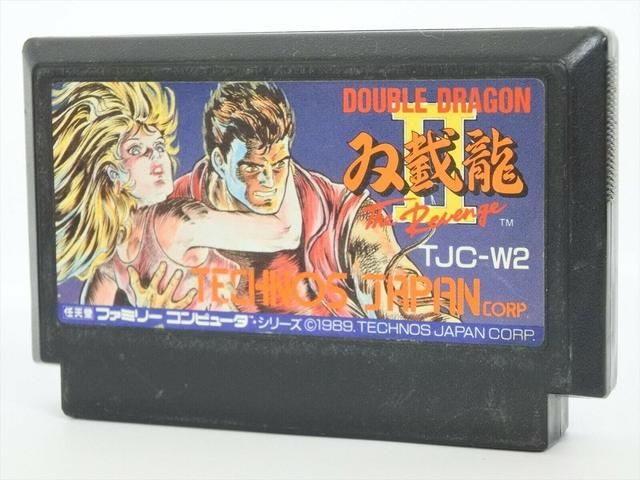 DOUBLE DRAGON
II
双截龍
The Revenge
TM
TJC-W2
TECHNOS JAPAN CORP.
任天堂 ファミリー コンピュータ・シリーズ ©1989. TECHNOS JAPAN CORP.